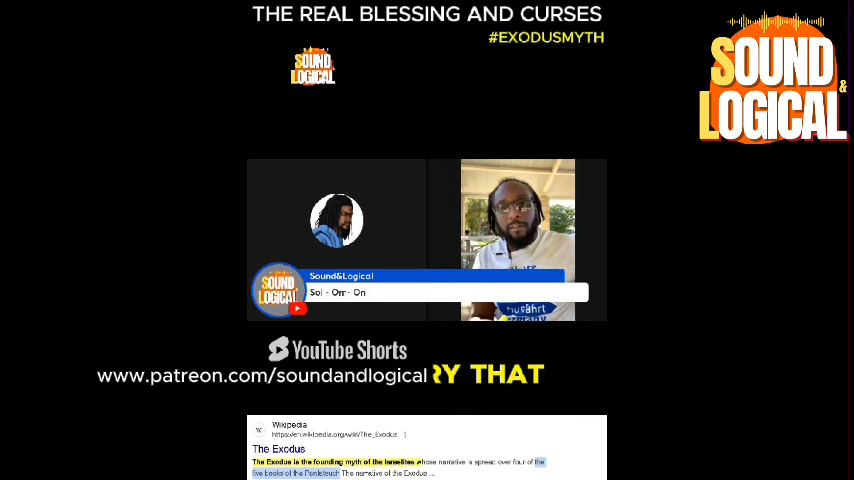 THE REAL BLESSING AND CURSES
#EXODUSMYTH
SOUND
LOGICAL
SOUND &
LOGICAL
Sound&Logical
Sol - Om - On
SOUND
LOGICAL
YouTube Shorts
www.patreon.com/soundandlogical RY THAT
Wikipedia
https://en.wikipedia.org/wiki/The_Exodus
The Exodus
The Exodus is the founding myth of the Israelites whose narrative is spread over four of the
five books of the Pentateuch The narrative of the Exodus ...